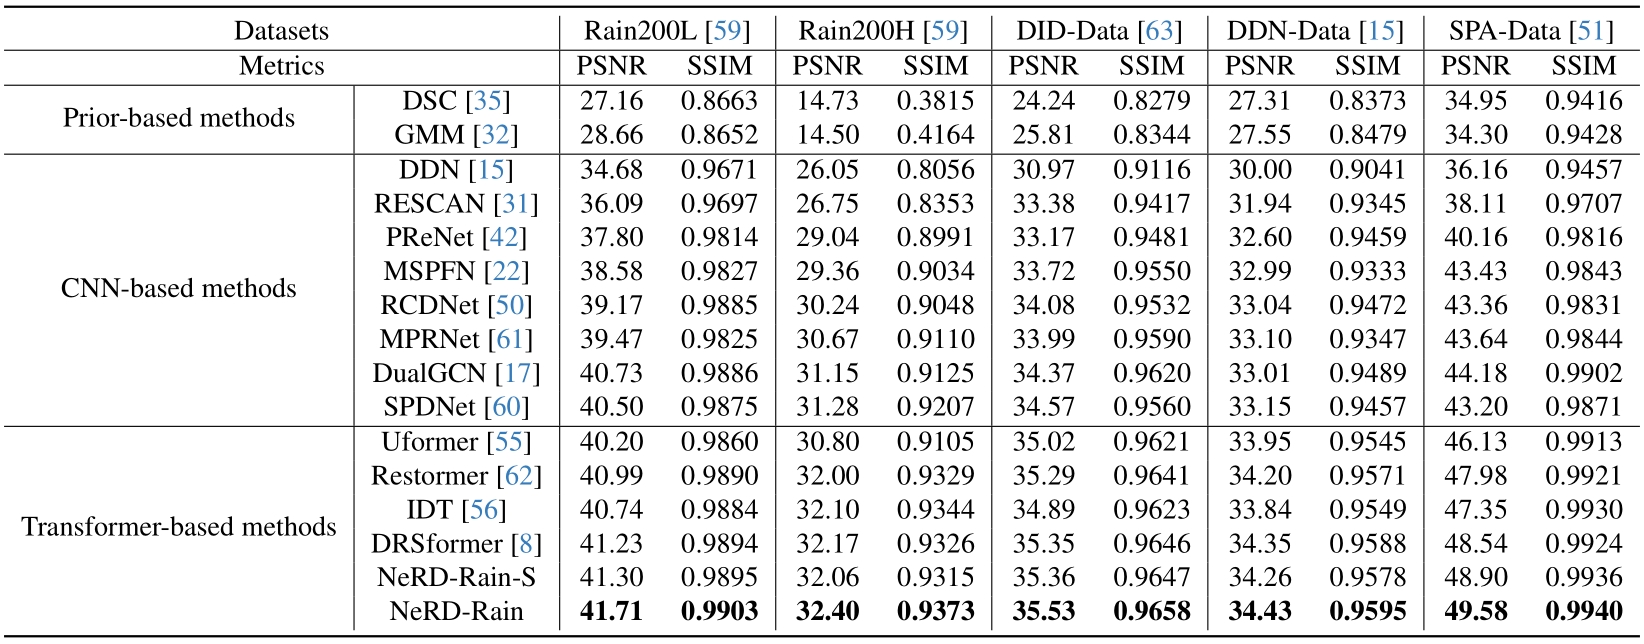 Datasets Rain200L [59] Rain200H [59] DID-Data [63] DDN-Data [15] SPA-Data [51]
Metrics PSNR SSIM PSNR SSIM PSNR SSIM PSNR SSIM PSNR SSIM
Prior-based methods
DSC [35] 27.16 0.8663 14.73 0.3815 24.24 0.8279 27.31 0.8373 34.95 0.9416
GMM [32] 28.66 0.8652 14.50 0.4164 25.81 0.8344 27.55 0.8479 34.30 0.9428
CNN-based methods
DDN [15] 34.68 0.9671 26.05 0.8056 30.97 0.9116 30.00 0.9041 36.16 0.9457
RESCAN [31] 36.09 0.9697 26.75 0.8353 33.38 0.9417 31.94 0.9345 38.11 0.9707
PReNet [42] 37.80 0.9814 29.04 0.8991 33.17 0.9481 32.60 0.9459 40.16 0.9816
MSPFN [22] 38.58 0.9827 29.36 0.9034 33.72 0.9550 32.99 0.9333 43.43 0.9843
RCDNet [50] 39.17 0.9885 30.24 0.9048 34.08 0.9532 33.04 0.9472 43.36 0.9831
MPRNet [61] 39.47 0.9825 30.67 0.9110 33.99 0.9590 33.10 0.9347 43.64 0.9844
DualGCN [17] 40.73 0.9886 31.15 0.9125 34.37 0.9620 33.01 0.9489 44.18 0.9902
SPDNet [60] 40.50 0.9875 31.28 0.9207 34.57 0.9560 33.15 0.9457 43.20 0.9871
Transformer-based methods
Uformer [55] 40.20 0.9860 30.80 0.9105 35.02 0.9621 33.95 0.9545 46.13 0.9913
Restormer [62] 40.99 0.9890 32.00 0.9329 35.29 0.9641 34.20 0.9571 47.98 0.9921
IDT [56] 40.74 0.9884 32.10 0.9344 34.89 0.9623 33.84 0.9549 47.35 0.9930
DRSformer [8] 41.23 0.9894 32.17 0.9326 35.35 0.9646 34.35 0.9588 48.54 0.9924
NeRD-Rain-S 41.30 0.9895 32.06 0.9315 35.36 0.9647 34.26 0.9578 48.90 0.9936
NeRD-Rain 41.71 0.9903 32.40 0.9373 35.53 0.9658 34.43 0.9595 49.58 0.9940